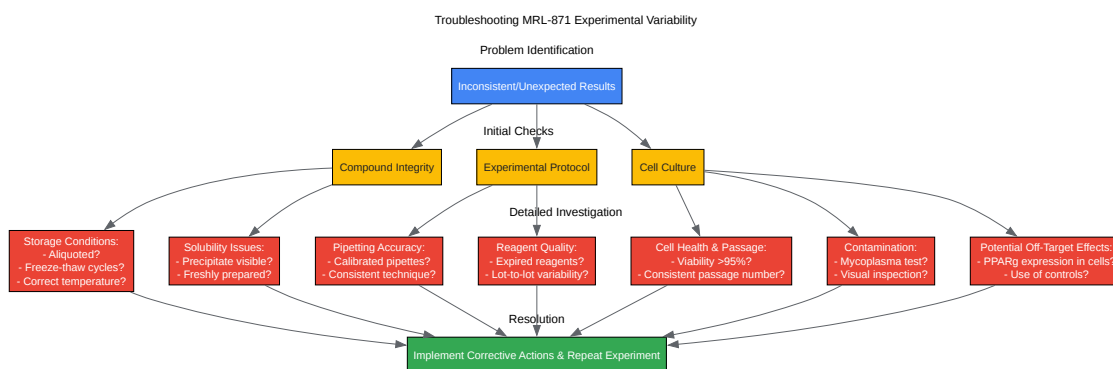 Troubleshooting MRL-871 Experimental Variability
Problem Identification
Inconsistent/Unexpected Results
Initial Checks
Compound Integrity
Experimental Protocol
Cell Culture
Detailed Investigation
Storage Conditions:
- Aliquoted?
- Freeze-thaw cycles?
- Correct temperature?
Solubility Issues:
- Precipitate visible?
- Freshly prepared?
Pipetting Accuracy:
- Calibrated pipettes?
- Consistent technique?
Reagent Quality:
- Expired reagents?
- Lot-to-lot variability?
Cell Health & Passage:
- Viability >95%?
- Consistent passage number?
Contamination:
- Mycoplasma test?
- Visual inspection?
Potential Off-Target Effects:
- PPARg expression in cells?
- Use of controls?
Resolution
Implement Corrective Actions & Repeat Experiment